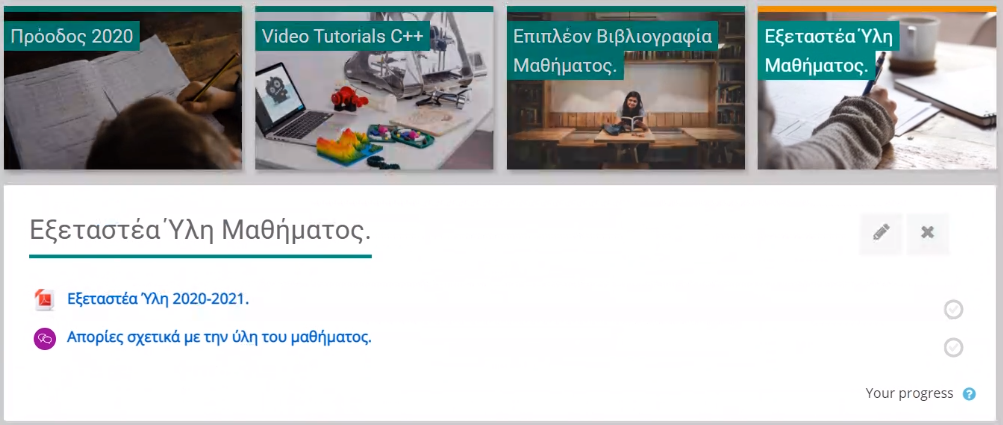 Πρόοδος 2020
Video Tutorials C++
Επιπλέον Βιβλιογραφία
Μαθήματος.
Εξεταστέα Ύλη
Μαθήματος.
Εξεταστέα Ύλη Μαθήματος.
Εξεταστέα Ύλη 2020-2021.
Απορίες σχετικά με την ύλη του μαθήματος.
Your progress